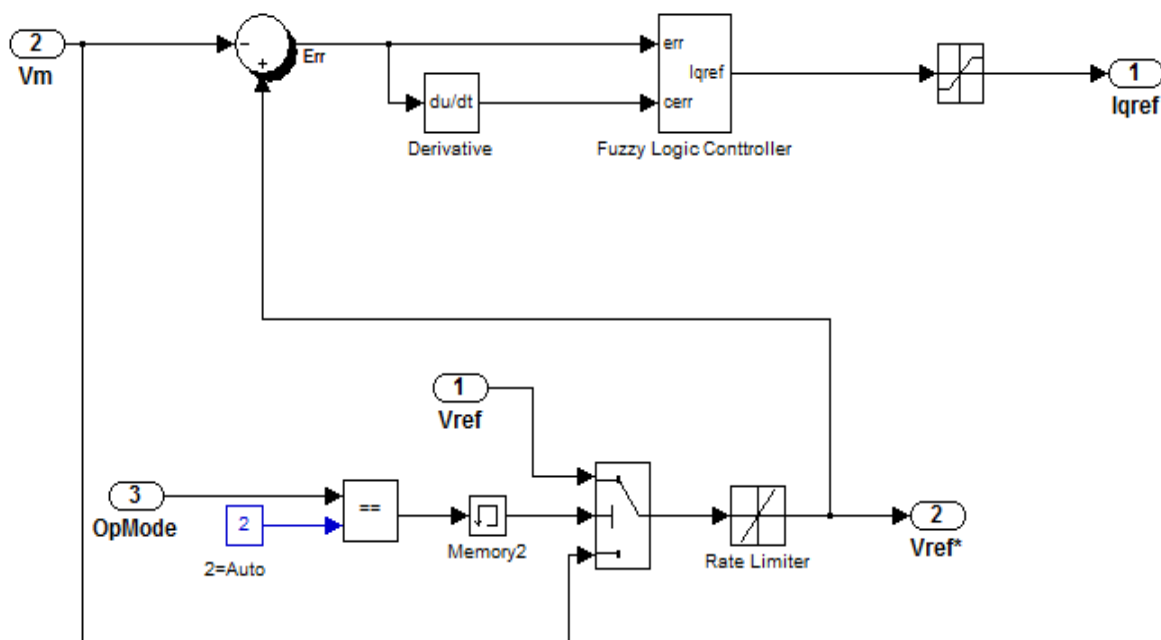 2
Vm
-
+
Err
du/dt
Derivative
err
cerr
Iqref
Fuzzy Logic Conttroller
1
Iqref
1
Vref
3
OpMode
2
2=Auto
==
Memory2
Rate Limiter
2
Vref*